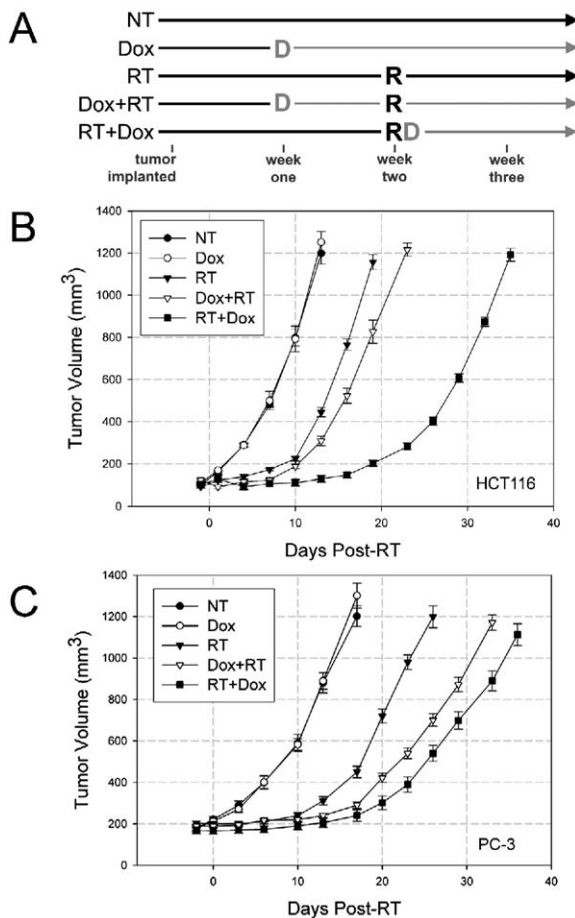 A
NT
Dox D
RT R
Dox+RT D R
RT+Dox RD
tumor week week week
implanted one two three
B
1400
1200
1000
800
600
400
200
0
Tumor Volume (mm3)
NT
Dox
RT
Dox+RT
RT+Dox
HCT116
0 10 20 30 40
Days Post-RT
C
1400
1200
1000
800
600
400
200
0
Tumor Volume (mm3)
NT
Dox
RT
Dox+RT
RT+Dox
PC-3
0 10 20 30 40
Days Post-RT